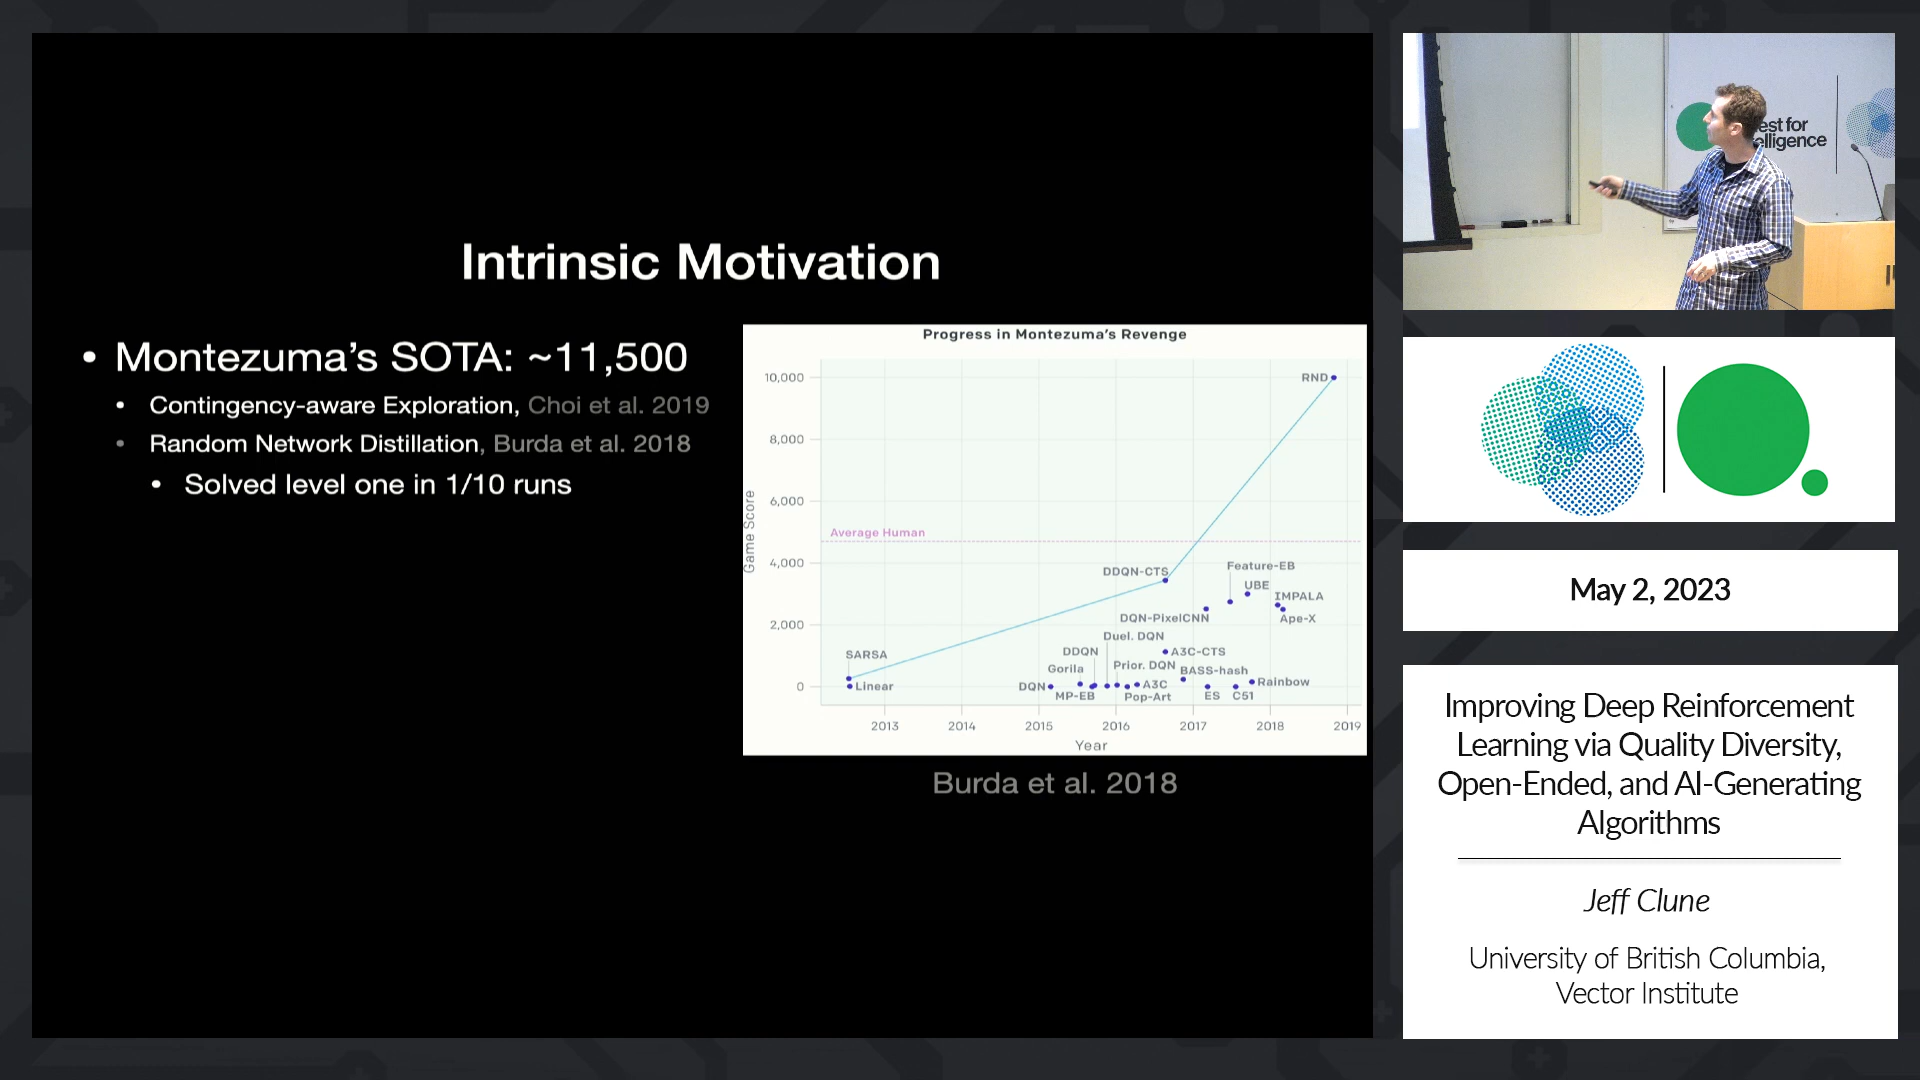 Intrinsic Motivation
• Montezuma's SOTA: ~11,500
• Contingency-aware Exploration, Choi et al. 2019
• Random Network Distillation, Burda et al. 2018
• Solved level one in 1/10 runs
Progress in Montezuma's Revenge
Game Score
10,000
8,000
6,000
4,000
2,000
0
RND
Average Human
DDQN-CTS
Feature-EB
UBE
IMPALA
DQN-PixelCNN
Ape-X
Duel. DQN
SARSA
DDQN
A3C-CTS
Gorila
Prior. DQN
BASS-hash
Linear
DQN
A3C
Rainbow
MP-EB
Pop-Art
ES
C51
2013 2014 2015 2016 2017 2018 2019
Year
Burda et al. 2018
est for
elligence
May 2, 2023
Improving Deep Reinforcement
Learning via Quality Diversity,
Open-Ended, and AI-Generating
Algorithms
Jeff Clune
University of British Columbia,
Vector Institute